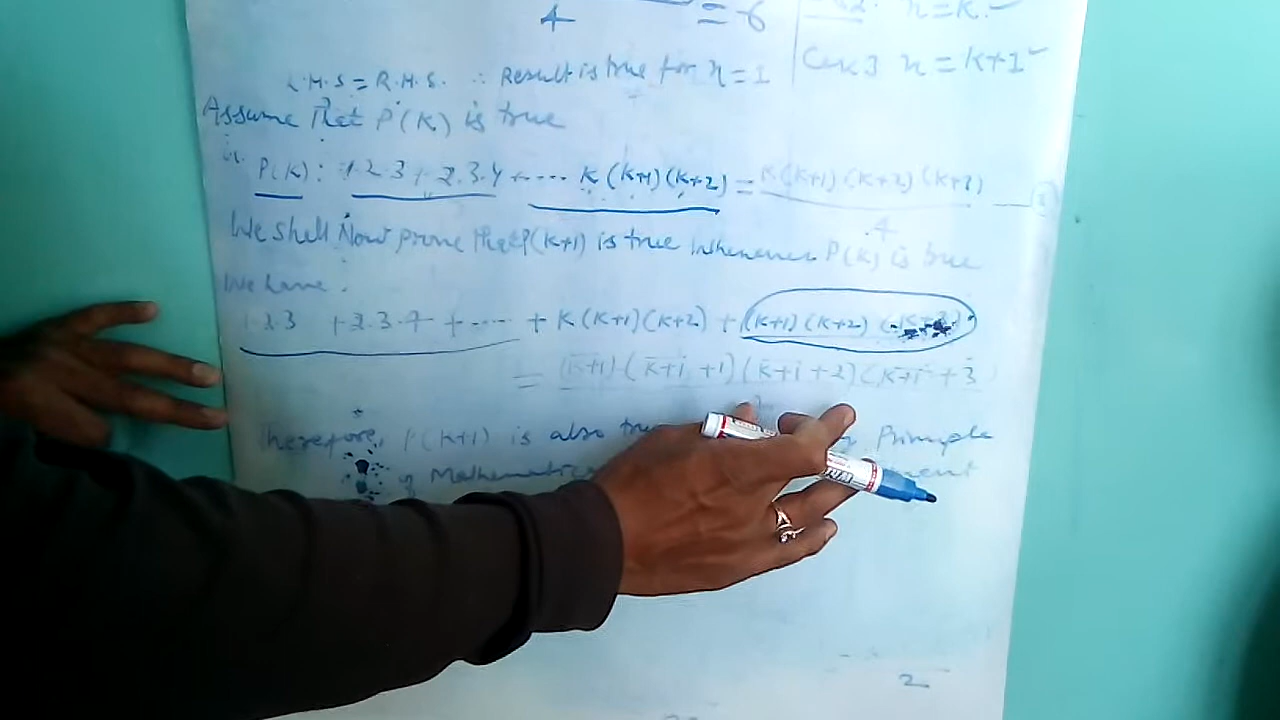 4 = 6
n=k
L.H.S = R.H.S. ∴ Result is true for n=1
Case 3 n=k+1
Assume that P(k) is true
ie. P(k): 1.2.3 + 2.3.4 + .... k(k+1)(k+2) = k(k+1)(k+2)(k+3)
4
We shall Now prove that P(k+1) is true whenever P(k) is true
We have.
1.2.3 + 2.3.4 + ..... + k(k+1)(k+2) + (k+1)(k+2)(k+3)
= (k+1)(k+1+1)(k+1+2)(k+1+3)
Therefore, P(k+1) is also Principle
of
2